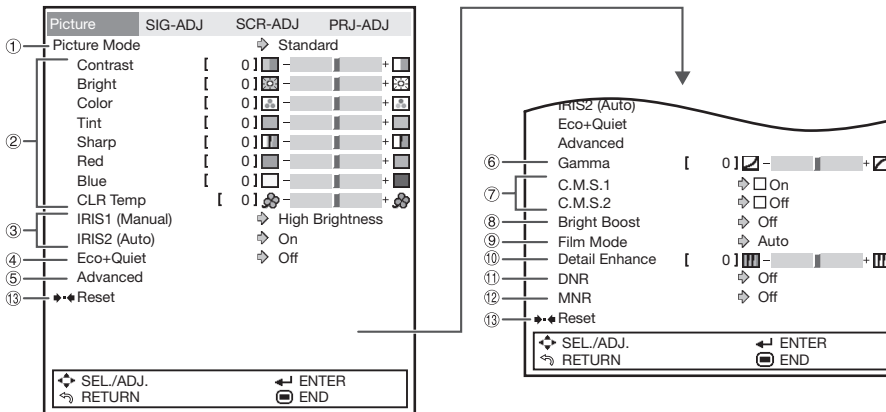 Picture SIG-ADJ SCR-ADJ PRJ-ADJ
① Picture Mode Standard
② Contrast [ 0 ] - +
Bright [ 0 ] - +
Color [ 0 ] - +
Tint [ 0 ] - +
Sharp [ 0 ] - +
Red [ 0 ] - +
Blue [ 0 ] - +
CLR Temp [ 0 ] - +
③ IRIS1 (Manual) High Brightness
IRIS2 (Auto) On
④ Eco+Quiet Off
⑤ Advanced
⑬ Reset
SEL./ADJ. ENTER
RETURN END
IRIS2 (Auto)
Eco+Quiet
Advanced
⑥ Gamma [ 0 ] - +
⑦ C.M.S.1 On
C.M.S.2 Off
⑧ Bright Boost Off
⑨ Film Mode Auto
⑩ Detail Enhance [ 0 ] - +
⑪ DNR Off
⑫ MNR Off
⑬ Reset
SEL./ADJ. ENTER
RETURN END